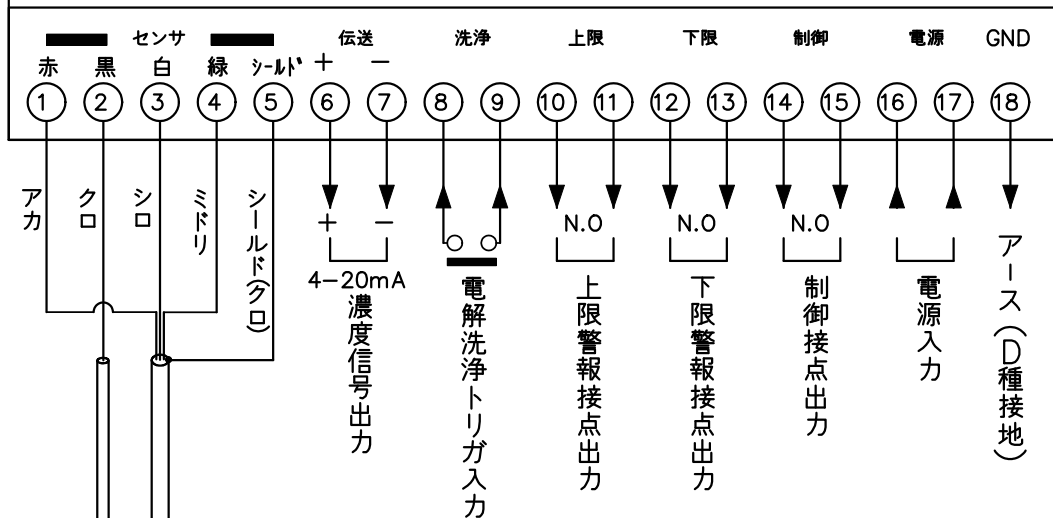 センサ 伝送 洗浄 上限 下限 制御 電源 GND
赤 黒 白 緑 シールド + −
1 2 3 4 5 6 7 8 9 10 11 12 13 14 15 16 17 18
アカ
クロ
シロ
ミドリ
シールド(クロ)
+ −
4−20mA
濃度信号出力
電解洗浄トリガ入力
N.O
上限警報接点出力
N.O
下限警報接点出力
N.O
制御接点出力
電源入力
アース(D種接地)